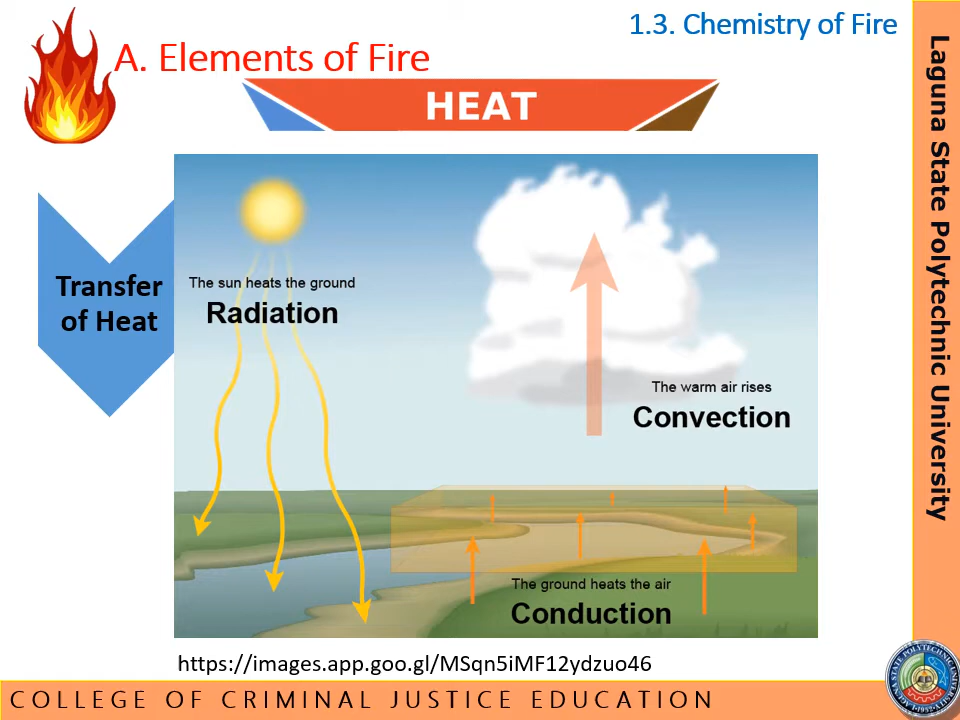 1.3. Chemistry of Fire
A. Elements of Fire
HEAT
Transfer
of Heat
The sun heats the ground
Radiation
The warm air rises
Convection
The ground heats the air
Conduction
https://images.app.goo.gl/MSqn5iMF12ydzuo46
COLLEGE OF CRIMINAL JUSTICE EDUCATION
Laguna State Polytechnic University